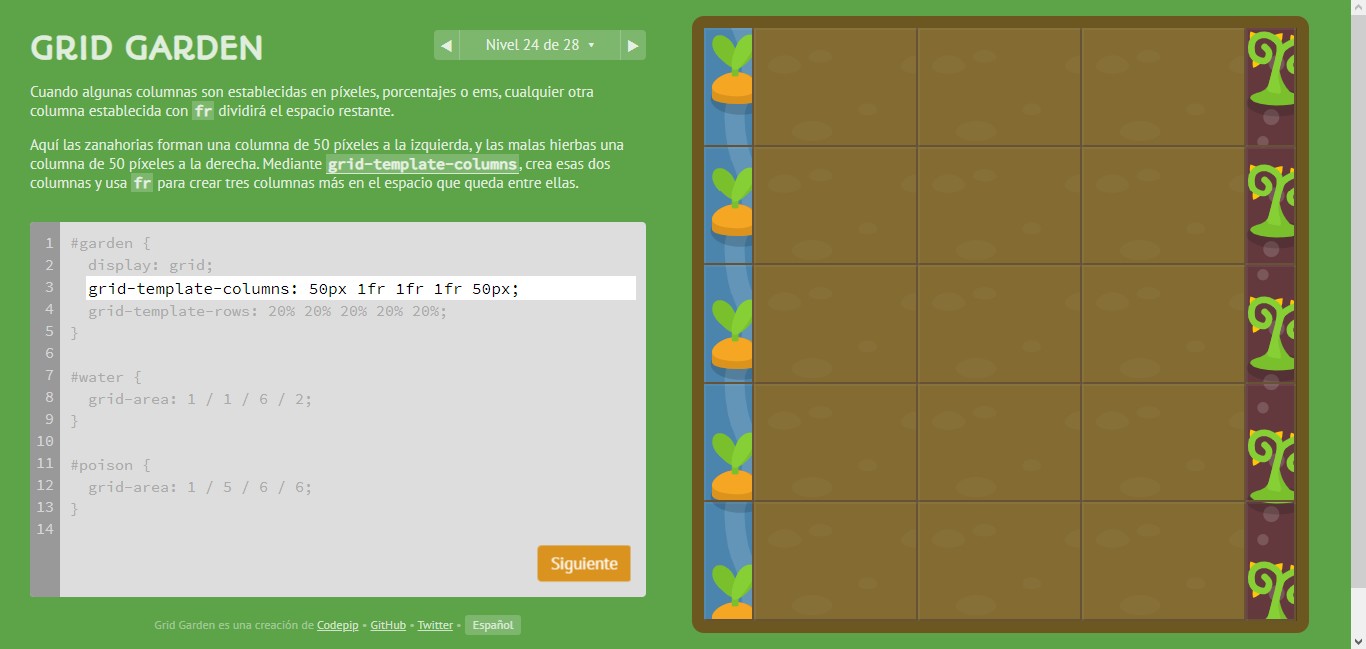 GRID GARDEN
◀ Nivel 24 de 28 ▾ ▶
Cuando algunas columnas son establecidas en píxeles, porcentajes o ems, cualquier otra
columna establecida con fr dividirá el espacio restante.
Aquí las zanahorias forman una columna de 50 píxeles a la izquierda, y las malas hierbas una
columna de 50 píxeles a la derecha. Mediante grid-template-columns, crea esas dos
columnas y usa fr para crear tres columnas más en el espacio que queda entre ellas.
1 #garden {
2 display: grid;
3 grid-template-columns: 50px 1fr 1fr 1fr 50px;
4 grid-template-rows: 20% 20% 20% 20% 20%;
5 }
6
7 #water {
8 grid-area: 1 / 1 / 6 / 2;
9 }
10
11 #poison {
12 grid-area: 1 / 5 / 6 / 6;
13 }
14
Siguiente
Grid Garden es una creación de Codepip • GitHub • Twitter • Español